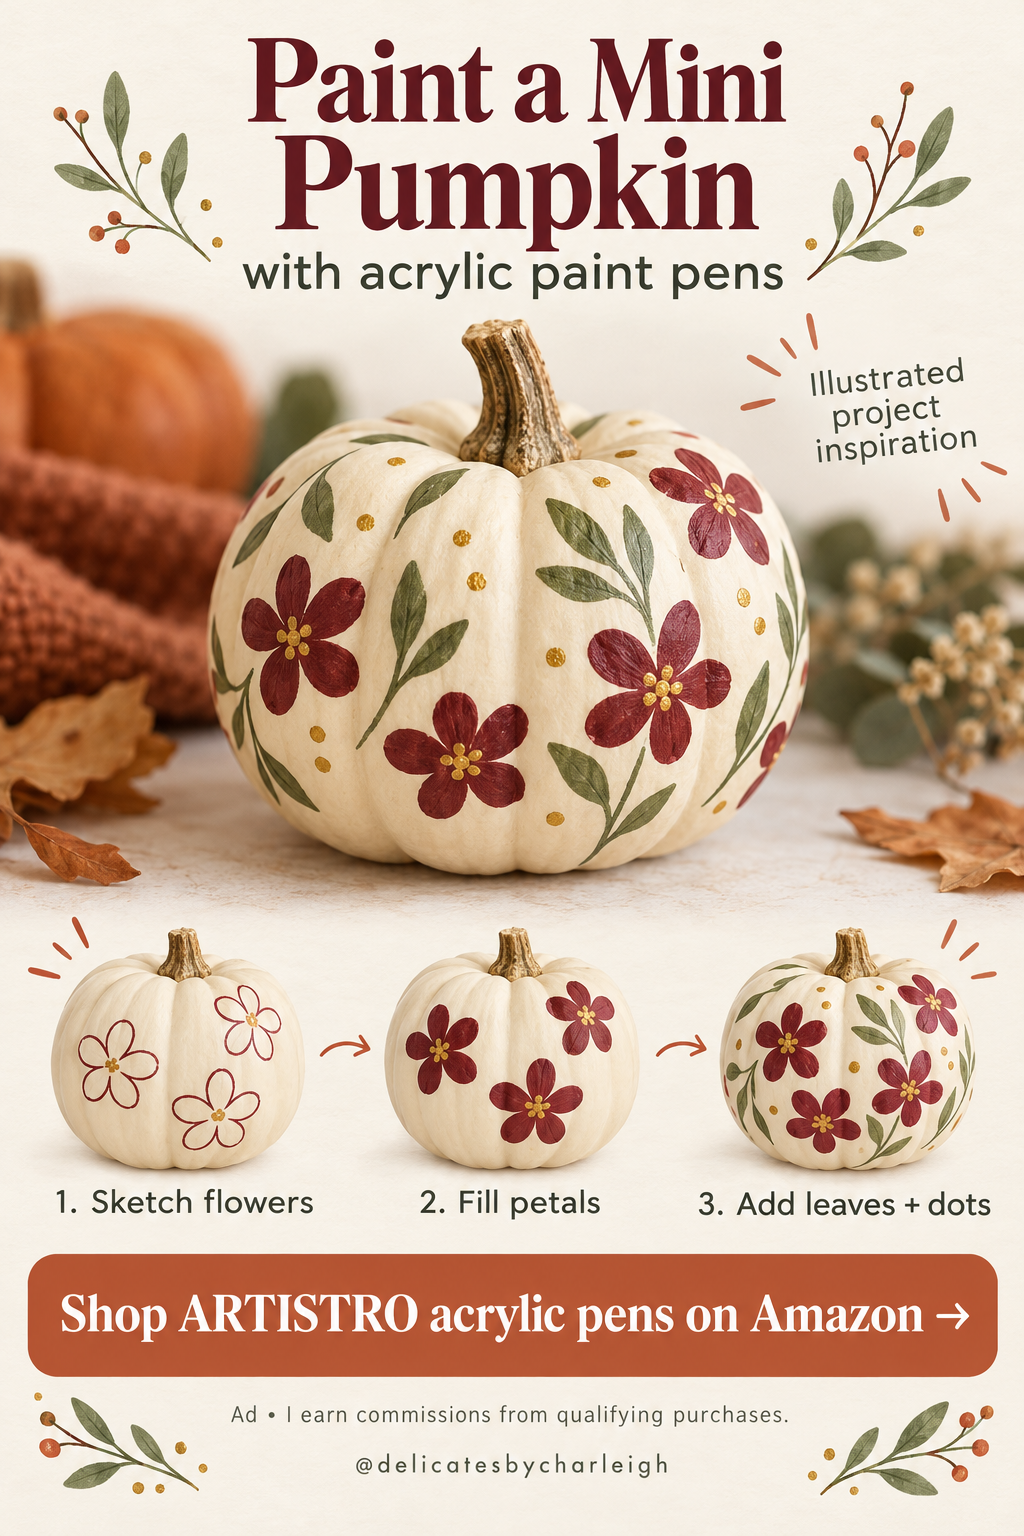 Paint a Mini
Pumpkin
with acrylic paint pens
Illustrated
project
inspiration
1. Sketch flowers
2. Fill petals
3. Add leaves + dots
Shop ARTISTRO acrylic pens on Amazon →
Ad • I earn commissions from qualifying purchases.
@delicatesbycharleigh